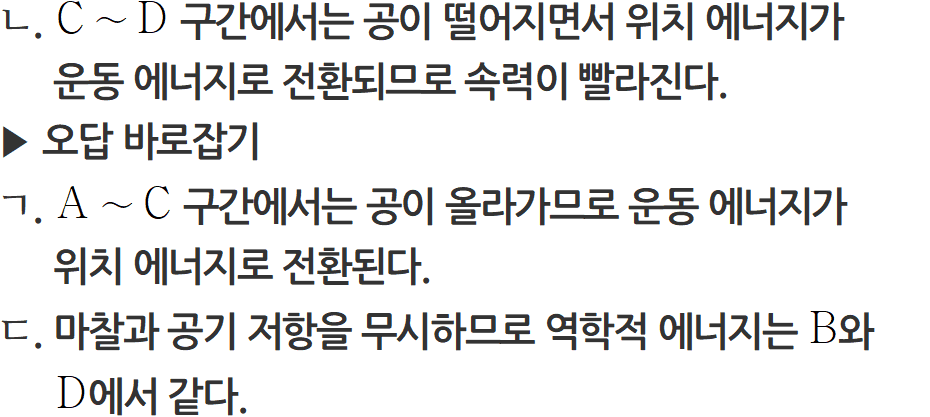 ㄴ. C ~ D 구간에서는 공이 떨어지면서 위치 에너지가
운동 에너지로 전환되므로 속력이 빨라진다.
▶ 오답 바로잡기
ㄱ. A ~ C 구간에서는 공이 올라가므로 운동 에너지가
위치 에너지로 전환된다.
ㄷ. 마찰과 공기 저항을 무시하므로 역학적 에너지는 B와
D에서 같다.